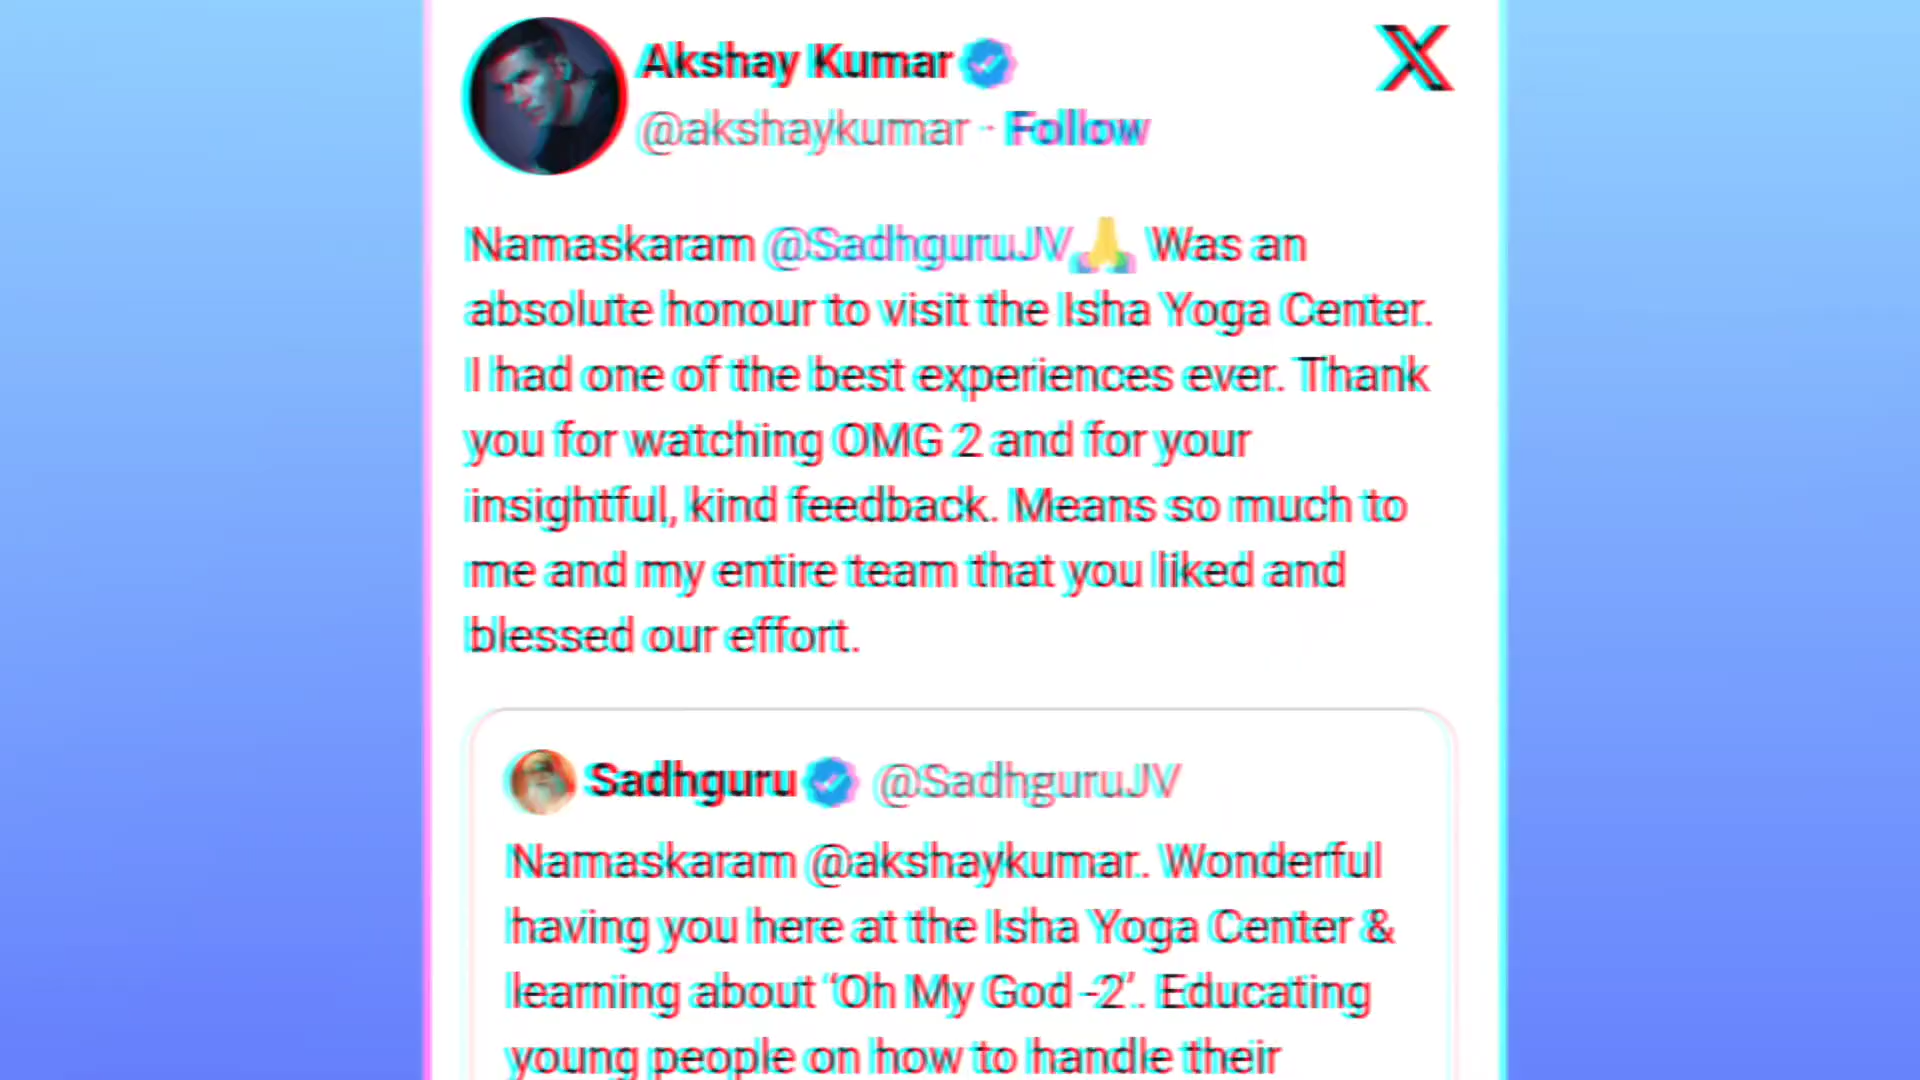 Akshay Kumar
@akshaykumar · Follow
Namaskaram @SadhguruJV🙏 Was an
absolute honour to visit the Isha Yoga Center.
I had one of the best experiences ever. Thank
you for watching OMG 2 and for your
insightful, kind feedback. Means so much to
me and my entire team that you liked and
blessed our effort.
Sadhguru @SadhguruJV
Namaskaram @akshaykumar. Wonderful
having you here at the Isha Yoga Center &
learning about ‘Oh My God -2’. Educating
young people on how to handle their